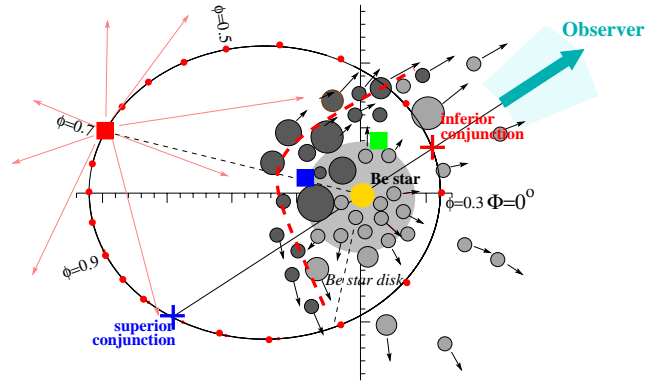 ϕ=0.5
Observer
ϕ=0.7
inferior
conjunction
Be star
ϕ=0.3 Φ=0°
ϕ=0.9
Be star disk
superior
conjunction